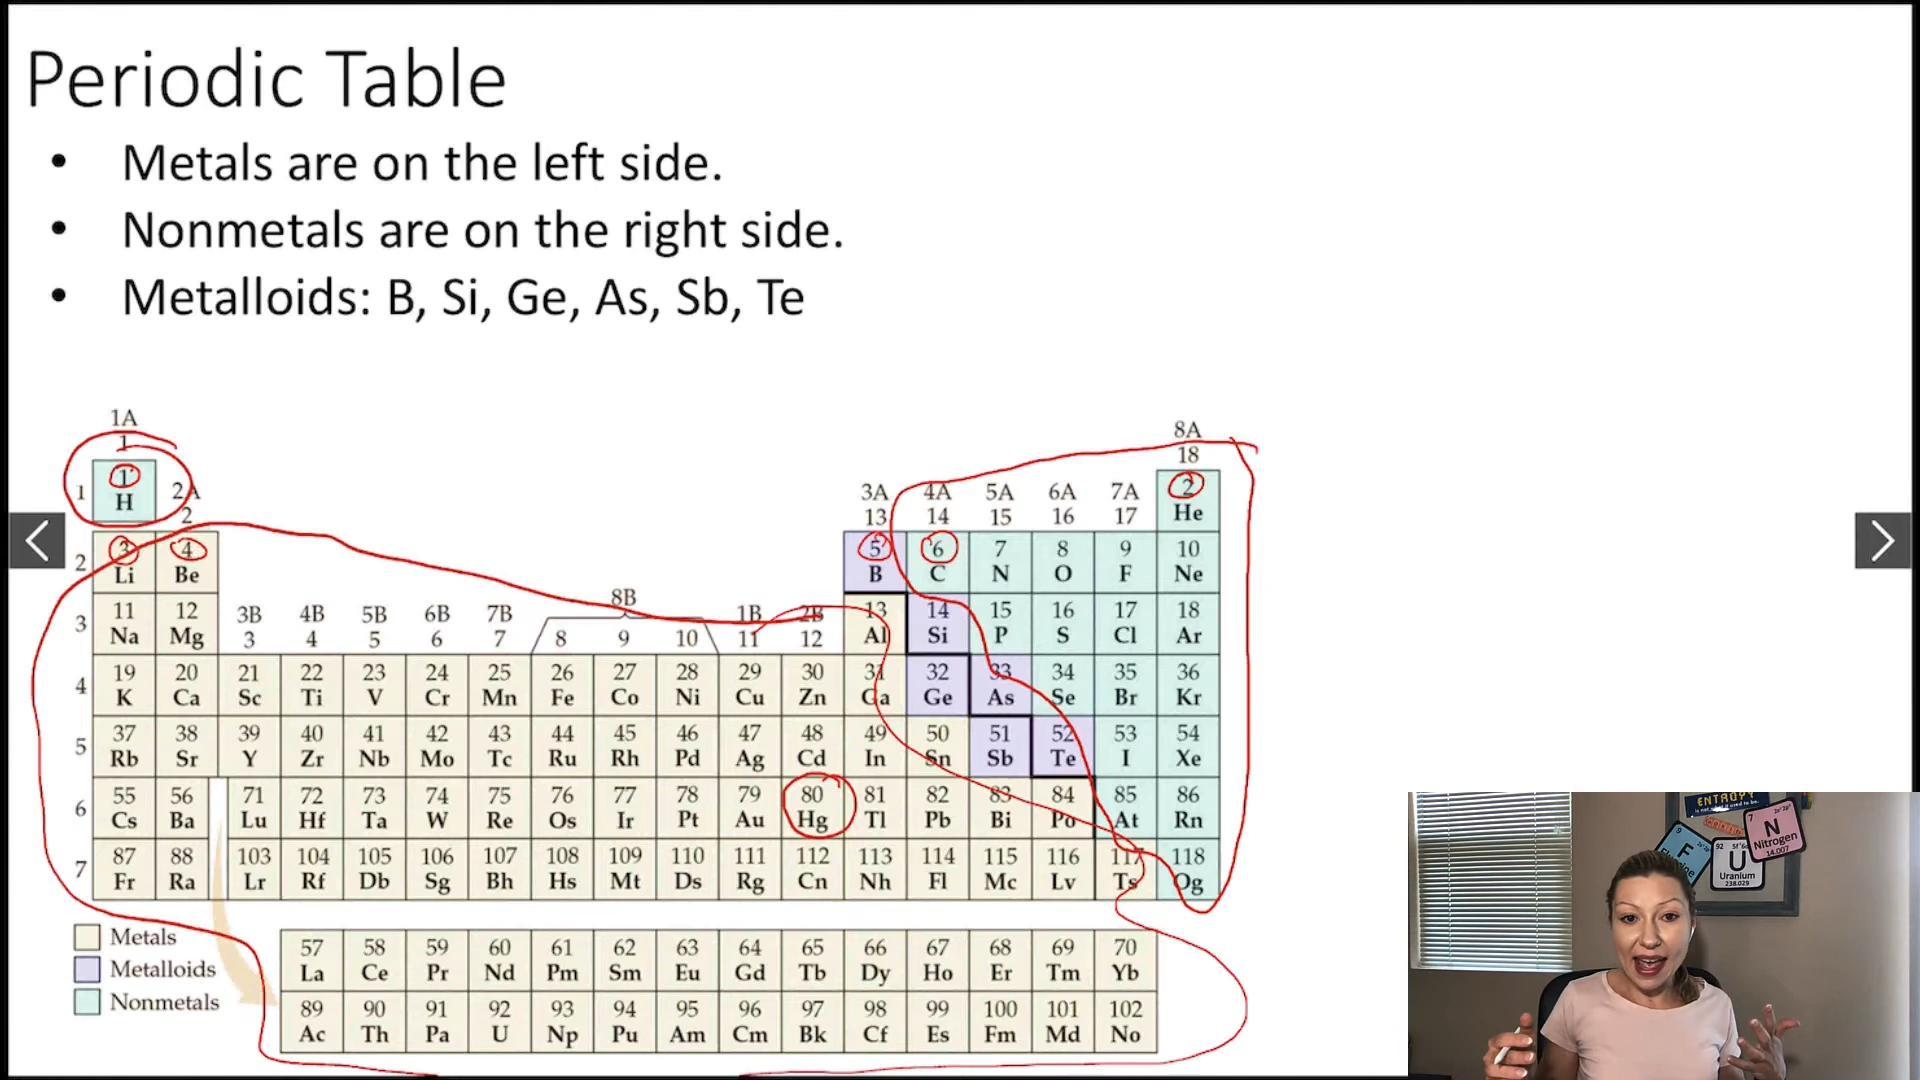 Periodic Table
• Metals are on the left side.
• Nonmetals are on the right side.
• Metalloids: B, Si, Ge, As, Sb, Te
1A 8A
1 18
1 2
1 H 2A He
2 3A 4A 5A 6A 7A
13 14 15 16 17
3 4 5 6 7 8 9 10
2 Li Be B C N O F Ne
8B
11 12 3B 4B 5B 6B 7B 1B 2B 13 14 15 16 17 18
3 Na Mg 3 4 5 6 7 8 9 10 11 12 Al Si P S Cl Ar
19 20 21 22 23 24 25 26 27 28 29 30 31 32 33 34 35 36
4 K Ca Sc Ti V Cr Mn Fe Co Ni Cu Zn Ga Ge As Se Br Kr
37 38 39 40 41 42 43 44 45 46 47 48 49 50 51 52 53 54
5 Rb Sr Y Zr Nb Mo Tc Ru Rh Pd Ag Cd In Sn Sb Te I Xe
55 56 71 72 73 74 75 76 77 78 79 80 81 82 83 84 85 86
6 Cs Ba Lu Hf Ta W Re Os Ir Pt Au Hg Tl Pb Bi Po At Rn
87 88 103 104 105 106 107 108 109 110 111 112 113 114 115 116 117 118
7 Fr Ra Lr Rf Db Sg Bh Hs Mt Ds Rg Cn Nh Fl Mc Lv Ts Og
Metals
Metalloids
Nonmetals
57 58 59 60 61 62 63 64 65 66 67 68 69 70
La Ce Pr Nd Pm Sm Eu Gd Tb Dy Ho Er Tm Yb
89 90 91 92 93 94 95 96 97 98 99 100 101 102
Ac Th Pa U Np Pu Am Cm Bk Cf Es Fm Md No
ENTROPY
7
N
Nitrogen
14.007
9
F
92
U
Uranium
238.029